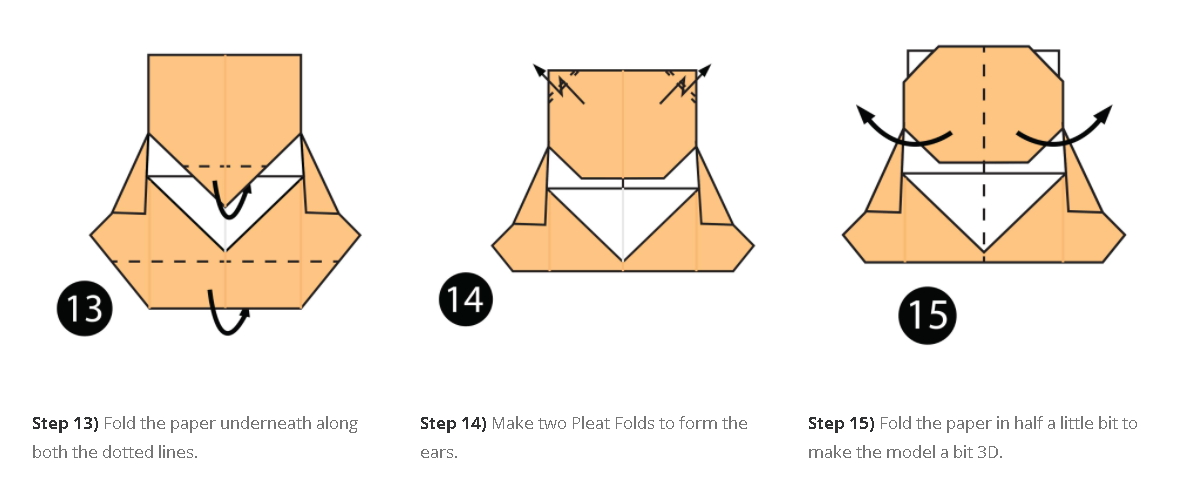 13
14
15
Step 13) Fold the paper underneath along
both the dotted lines.
Step 14) Make two Pleat Folds to form the
ears.
Step 15) Fold the paper in half a little bit to
make the model a bit 3D.